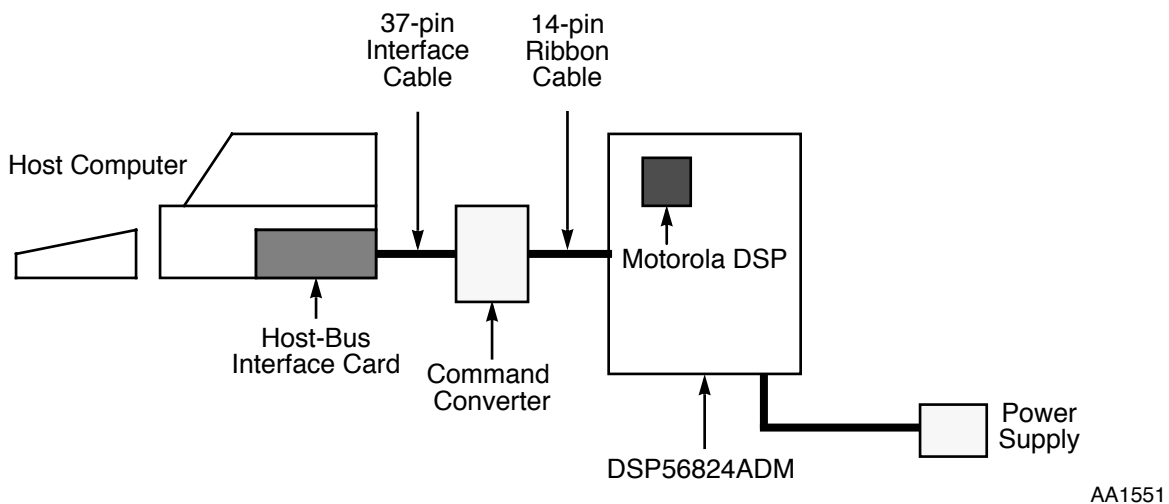 37-pin
Interface
Cable
14-pin
Ribbon
Cable
Host Computer
Motorola DSP
Host-Bus
Interface Card
Command
Converter
DSP56824ADM
Power
Supply
AA1551